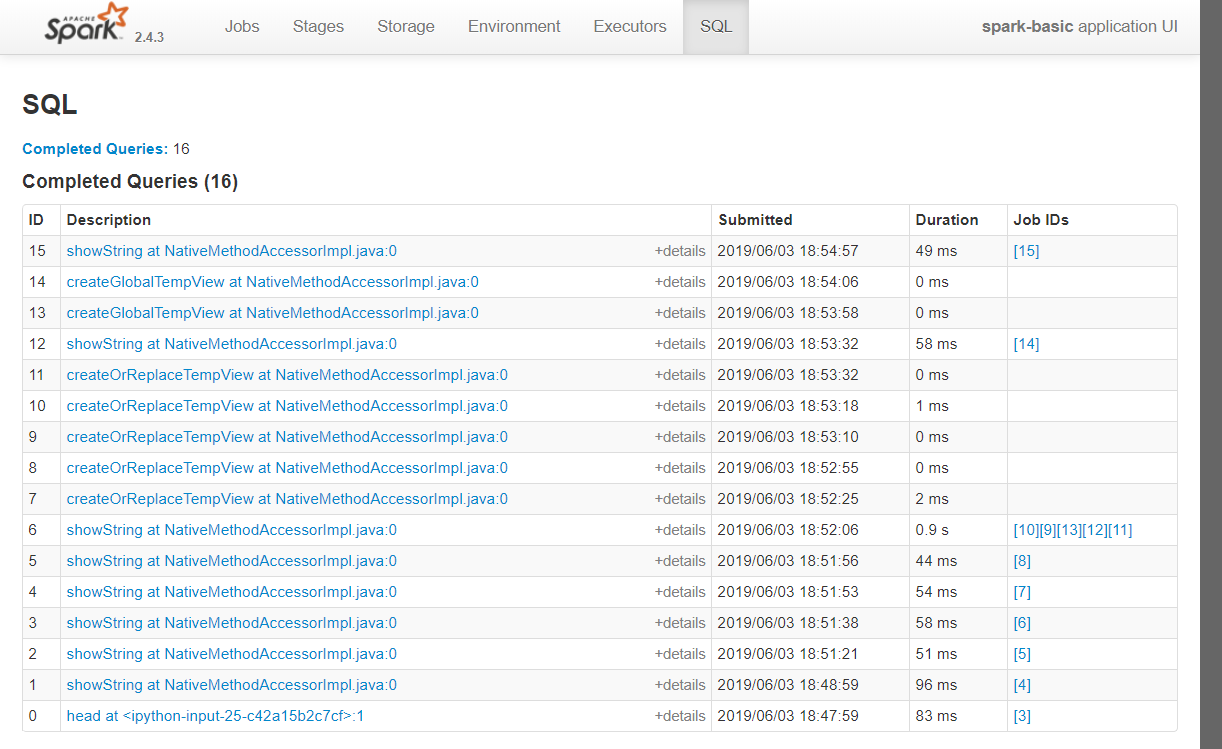 APACHE Spark 2.4.3 Jobs Stages Storage Environment Executors SQL spark-basic application UI
SQL
Completed Queries: 16
Completed Queries (16)
ID Description Submitted Duration Job IDs
15 showString at NativeMethodAccessorImpl.java:0 +details 2019/06/03 18:54:57 49 ms [15]
14 createGlobalTempView at NativeMethodAccessorImpl.java:0 +details 2019/06/03 18:54:06 0 ms
13 createGlobalTempView at NativeMethodAccessorImpl.java:0 +details 2019/06/03 18:53:58 0 ms
12 showString at NativeMethodAccessorImpl.java:0 +details 2019/06/03 18:53:32 58 ms [14]
11 createOrReplaceTempView at NativeMethodAccessorImpl.java:0 +details 2019/06/03 18:53:32 0 ms
10 createOrReplaceTempView at NativeMethodAccessorImpl.java:0 +details 2019/06/03 18:53:18 1 ms
9 createOrReplaceTempView at NativeMethodAccessorImpl.java:0 +details 2019/06/03 18:53:10 0 ms
8 createOrReplaceTempView at NativeMethodAccessorImpl.java:0 +details 2019/06/03 18:52:55 0 ms
7 createOrReplaceTempView at NativeMethodAccessorImpl.java:0 +details 2019/06/03 18:52:25 2 ms
6 showString at NativeMethodAccessorImpl.java:0 +details 2019/06/03 18:52:06 0.9 s [10][9][13][12][11]
5 showString at NativeMethodAccessorImpl.java:0 +details 2019/06/03 18:51:56 44 ms [8]
4 showString at NativeMethodAccessorImpl.java:0 +details 2019/06/03 18:51:53 54 ms [7]
3 showString at NativeMethodAccessorImpl.java:0 +details 2019/06/03 18:51:38 58 ms [6]
2 showString at NativeMethodAccessorImpl.java:0 +details 2019/06/03 18:51:21 51 ms [5]
1 showString at NativeMethodAccessorImpl.java:0 +details 2019/06/03 18:48:59 96 ms [4]
0 head at <ipython-input-25-c42a15b2c7cf>:1 +details 2019/06/03 18:47:59 83 ms [3]